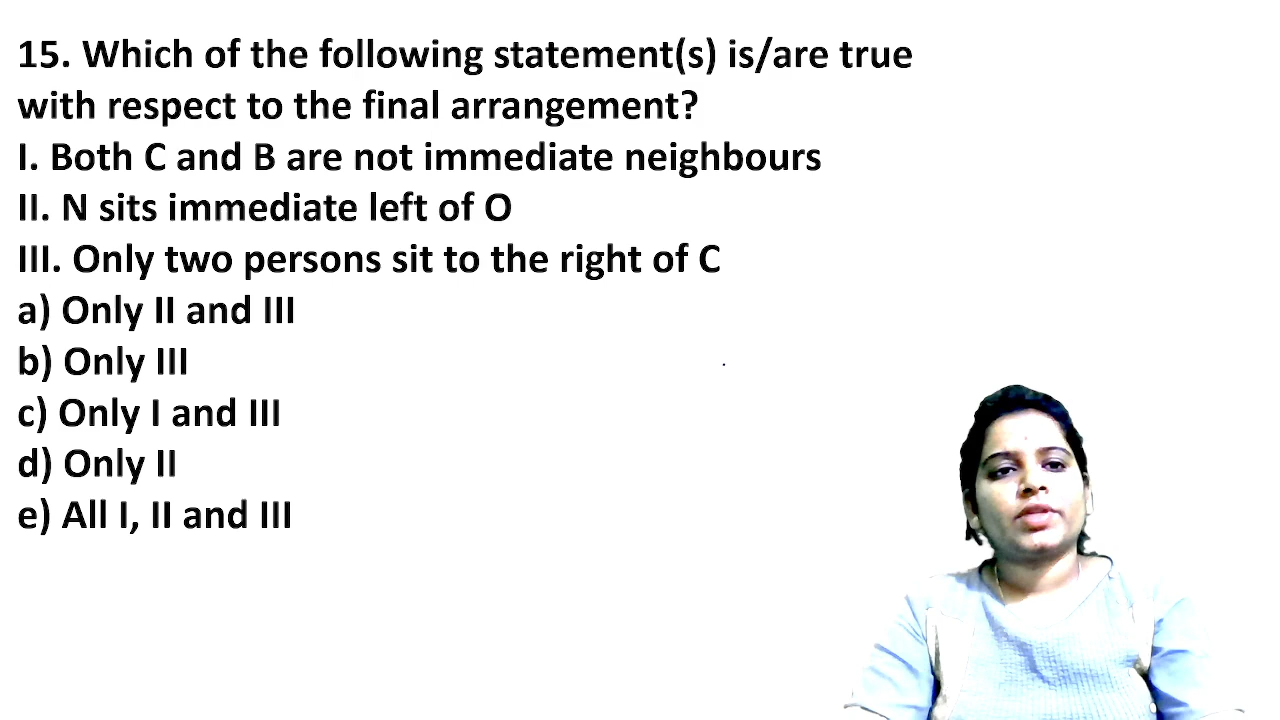 15. Which of the following statement(s) is/are true
with respect to the final arrangement?
I. Both C and B are not immediate neighbours
II. N sits immediate left of O
III. Only two persons sit to the right of C
a) Only II and III
b) Only III
c) Only I and III
d) Only II
e) All I, II and III